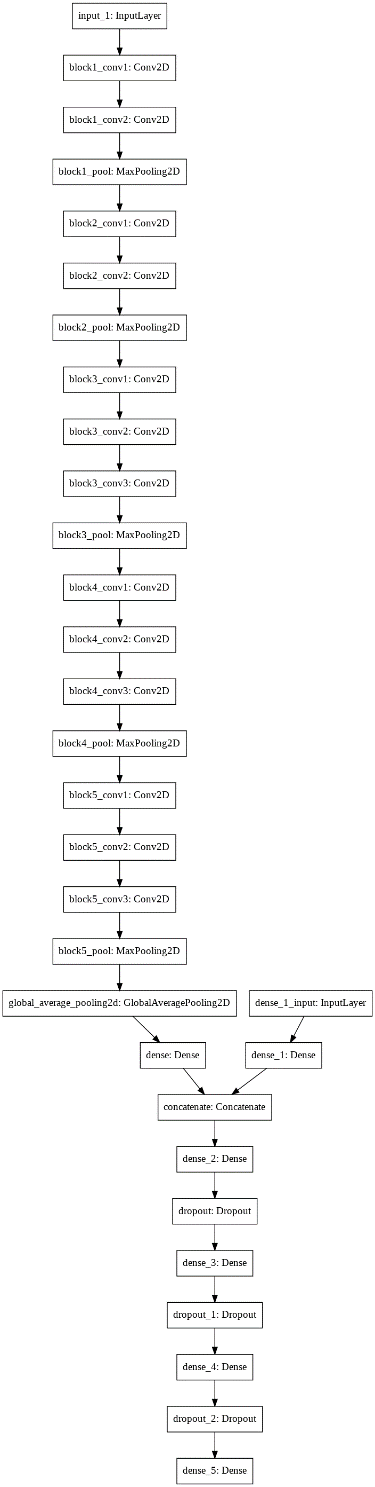 input_1: InputLayer
block1_conv1: Conv2D
block1_conv2: Conv2D
block1_pool: MaxPooling2D
block2_conv1: Conv2D
block2_conv2: Conv2D
block2_pool: MaxPooling2D
block3_conv1: Conv2D
block3_conv2: Conv2D
block3_conv3: Conv2D
block3_pool: MaxPooling2D
block4_conv1: Conv2D
block4_conv2: Conv2D
block4_conv3: Conv2D
block4_pool: MaxPooling2D
block5_conv1: Conv2D
block5_conv2: Conv2D
block5_conv3: Conv2D
block5_pool: MaxPooling2D
global_average_pooling2d: GlobalAveragePooling2D
dense_1_input: InputLayer
dense: Dense
dense_1: Dense
concatenate: Concatenate
dense_2: Dense
dropout: Dropout
dense_3: Dense
dropout_1: Dropout
dense_4: Dense
dropout_2: Dropout
dense_5: Dense